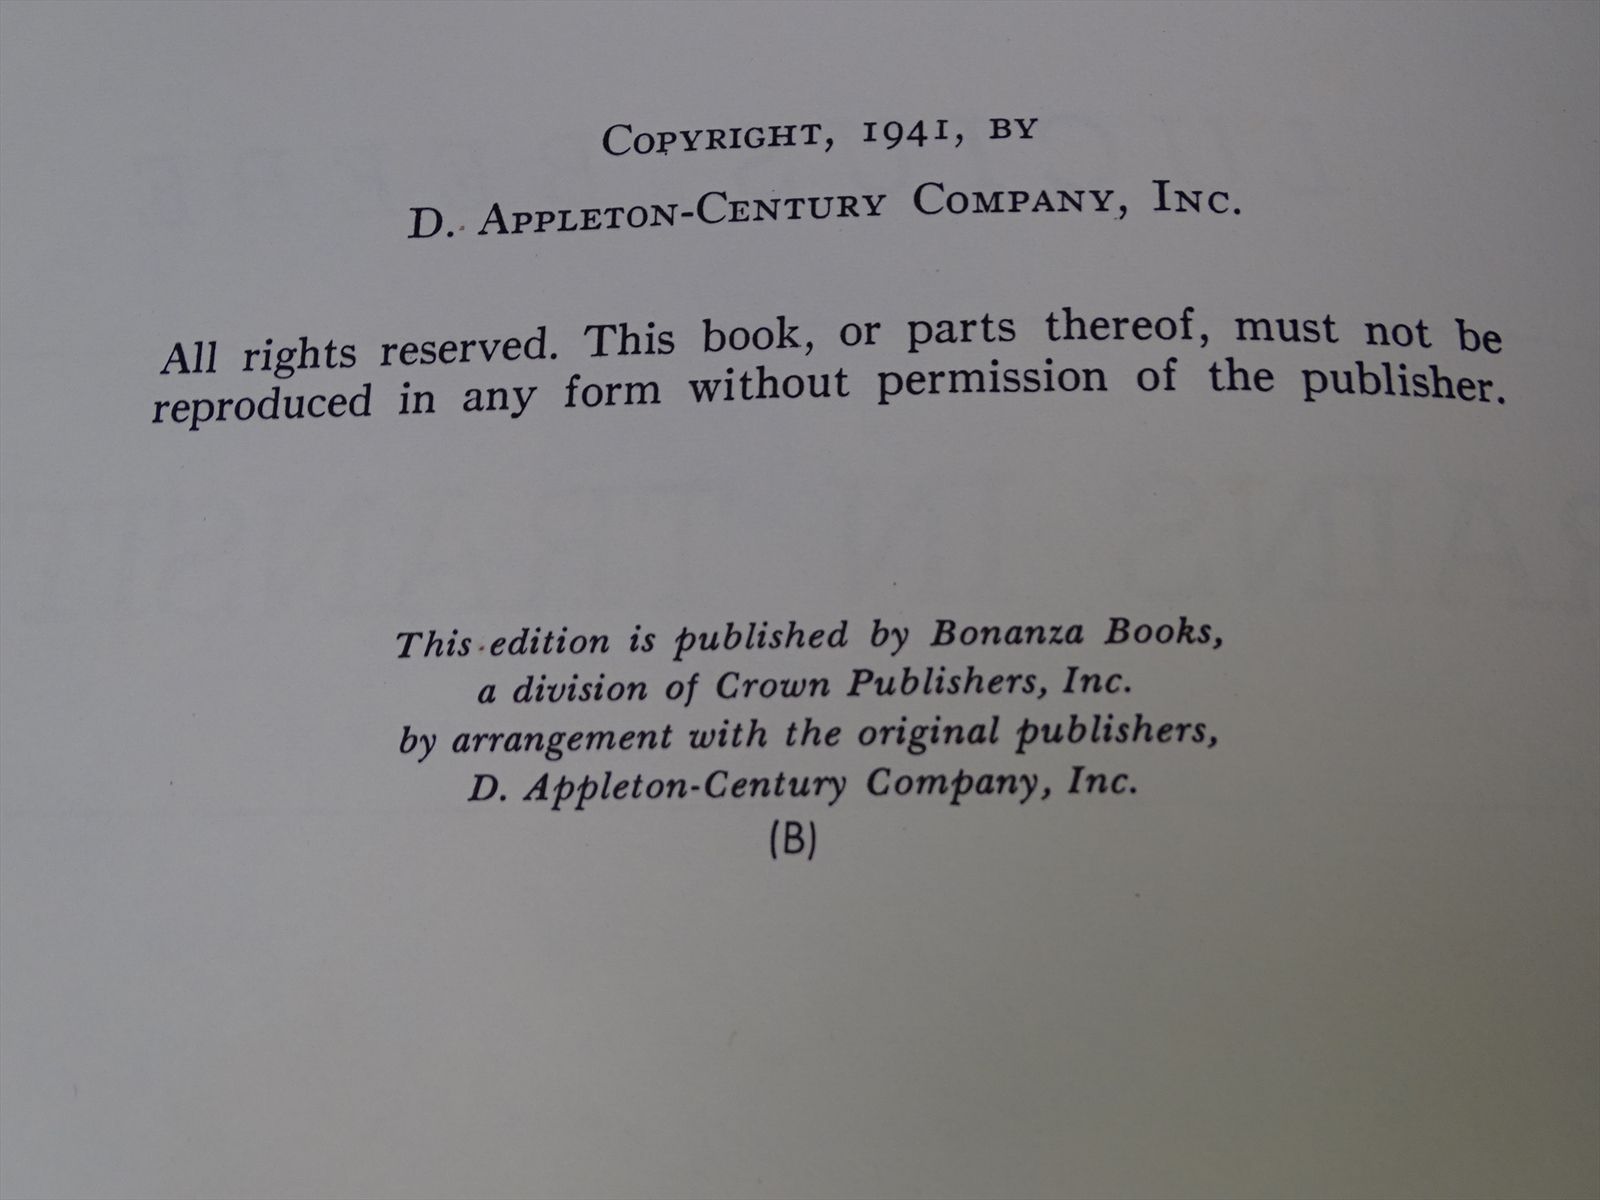 Copyright, 1941, by
D. Appleton-Century Company, Inc.
All rights reserved. This book, or parts thereof, must not be
reproduced in any form without permission of the publisher.
This edition is published by Bonanza Books,
a division of Crown Publishers, Inc.
by arrangement with the original publishers,
D. Appleton-Century Company, Inc.
(B)